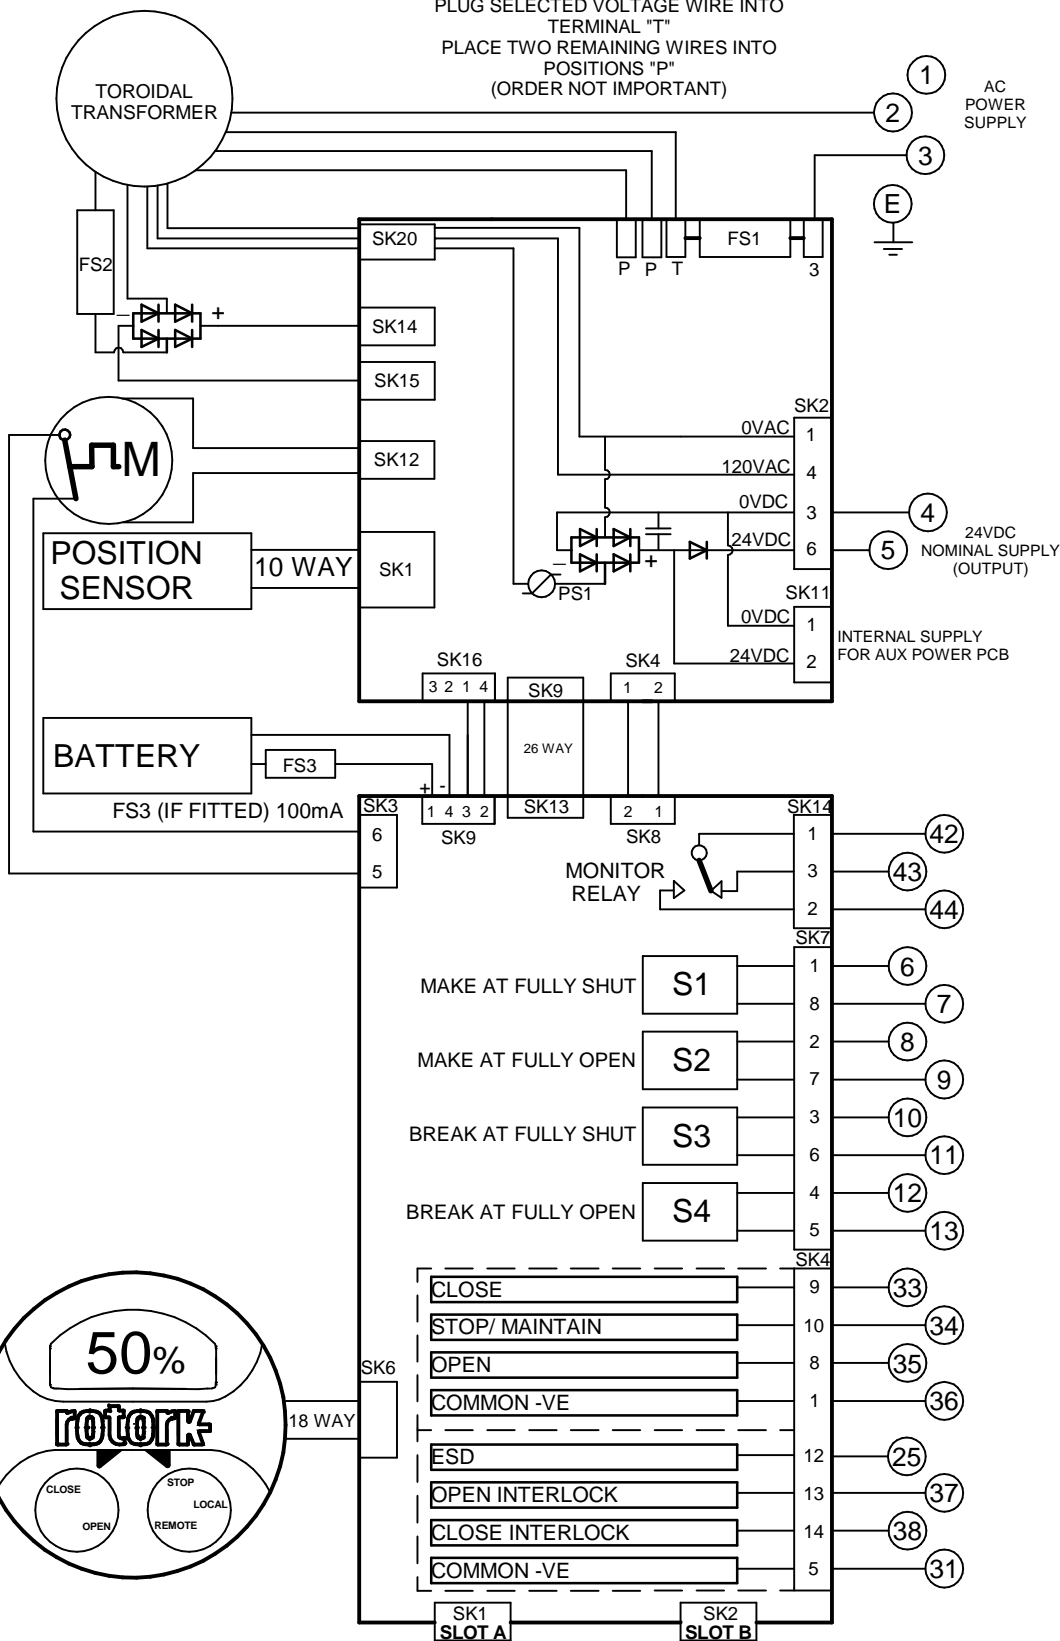 PLUG SELECTED VOLTAGE WIRE INTO
TERMINAL "T"
PLACE TWO REMAINING WIRES INTO
POSITIONS "P"
(ORDER NOT IMPORTANT)
TOROIDAL
TRANSFORMER
1
2
3
E
AC
POWER
SUPPLY
FS2
SK20
P P T
FS1
3
– +
SK14
SK15
M
SK12
SK2
0VAC 1
120VAC 4
0VDC 3
24VDC 6
4
5
24VDC
NOMINAL SUPPLY
(OUTPUT)
POSITION
SENSOR
10 WAY
SK1
– +
PS1
SK11
0VDC 1
24VDC 2
INTERNAL SUPPLY
FOR AUX POWER PCB
SK16
3 2 1 4
SK9
SK4
1 2
BATTERY
FS3
26 WAY
+ -
FS3 (IF FITTED) 100mA
SK3
6
5
1 4 3 2
SK9
SK13
2 1
SK8
SK14
MONITOR
RELAY
1 42
3 43
2 44
SK7
MAKE AT FULLY SHUT S1
1 6
8 7
MAKE AT FULLY OPEN S2
2 8
7 9
BREAK AT FULLY SHUT S3
3 10
6 11
BREAK AT FULLY OPEN S4
4 12
5 13
SK4
CLOSE 9 33
STOP/ MAINTAIN 10 34
OPEN 8 35
COMMON -VE 1 36
ESD 12 25
OPEN INTERLOCK 13 37
CLOSE INTERLOCK 14 38
COMMON -VE 5 31
50%
rotork
CLOSE
OPEN
STOP
LOCAL
REMOTE
18 WAY
SK6
SK1
SLOT A
SK2
SLOT B